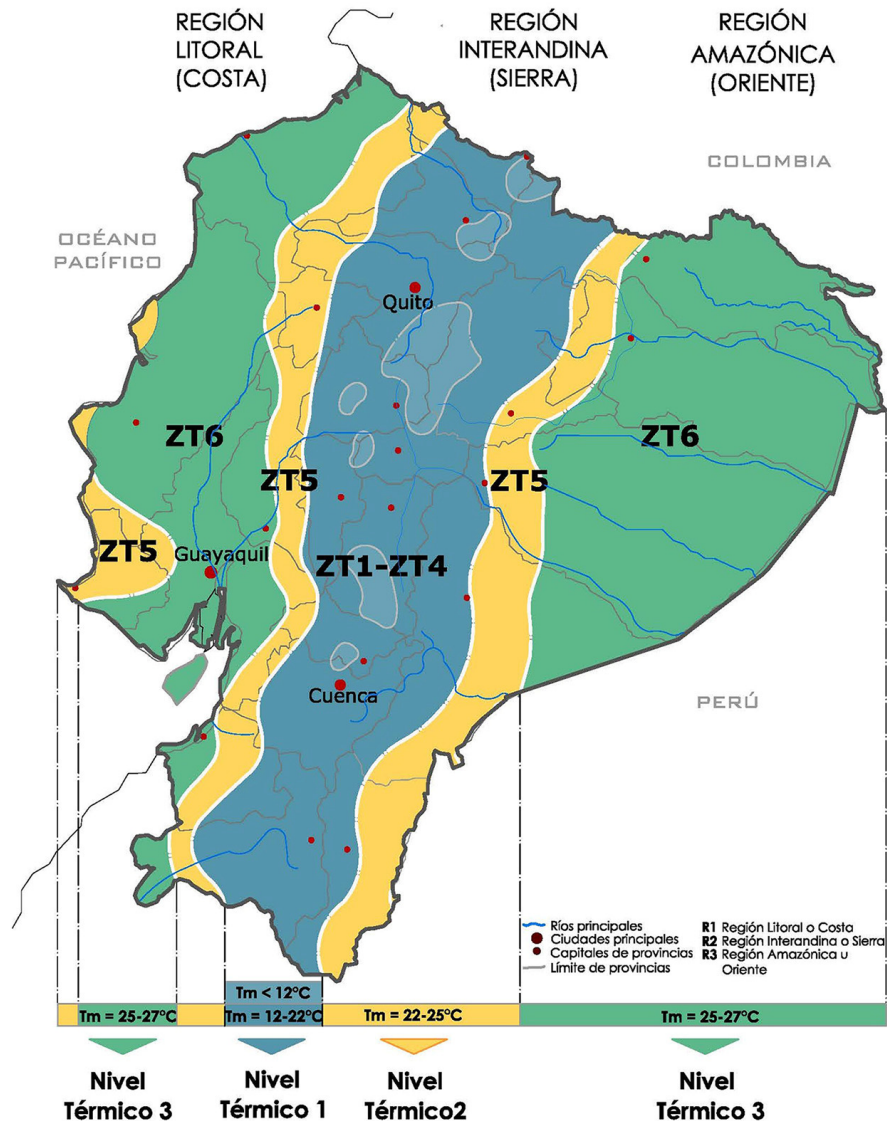 REGIÓN
LITORAL
(COSTA)
REGIÓN
INTERANDINA
(SIERRA)
REGIÓN
AMAZÓNICA
(ORIENTE)
COLOMBIA
OCÉANO
PACÍFICO
Quito
ZT6
ZT6
ZT5
ZT5
ZT5
Guayaquil
ZT1-ZT4
Cuenca
PERÚ
Ríos principales
Ciudades principales
Capitales de provincias
Límite de provincias
R1 Región Litoral o Costa
R2 Región Interandina o Sierra
R3 Región Amazónica u
Oriente
Tm < 12°C
Tm = 25-27°C
Tm = 12-22°C
Tm = 22-25°C
Tm = 25-27°C
Nivel
Térmico 3
Nivel
Térmico 1
Nivel
Térmico2
Nivel
Térmico 3